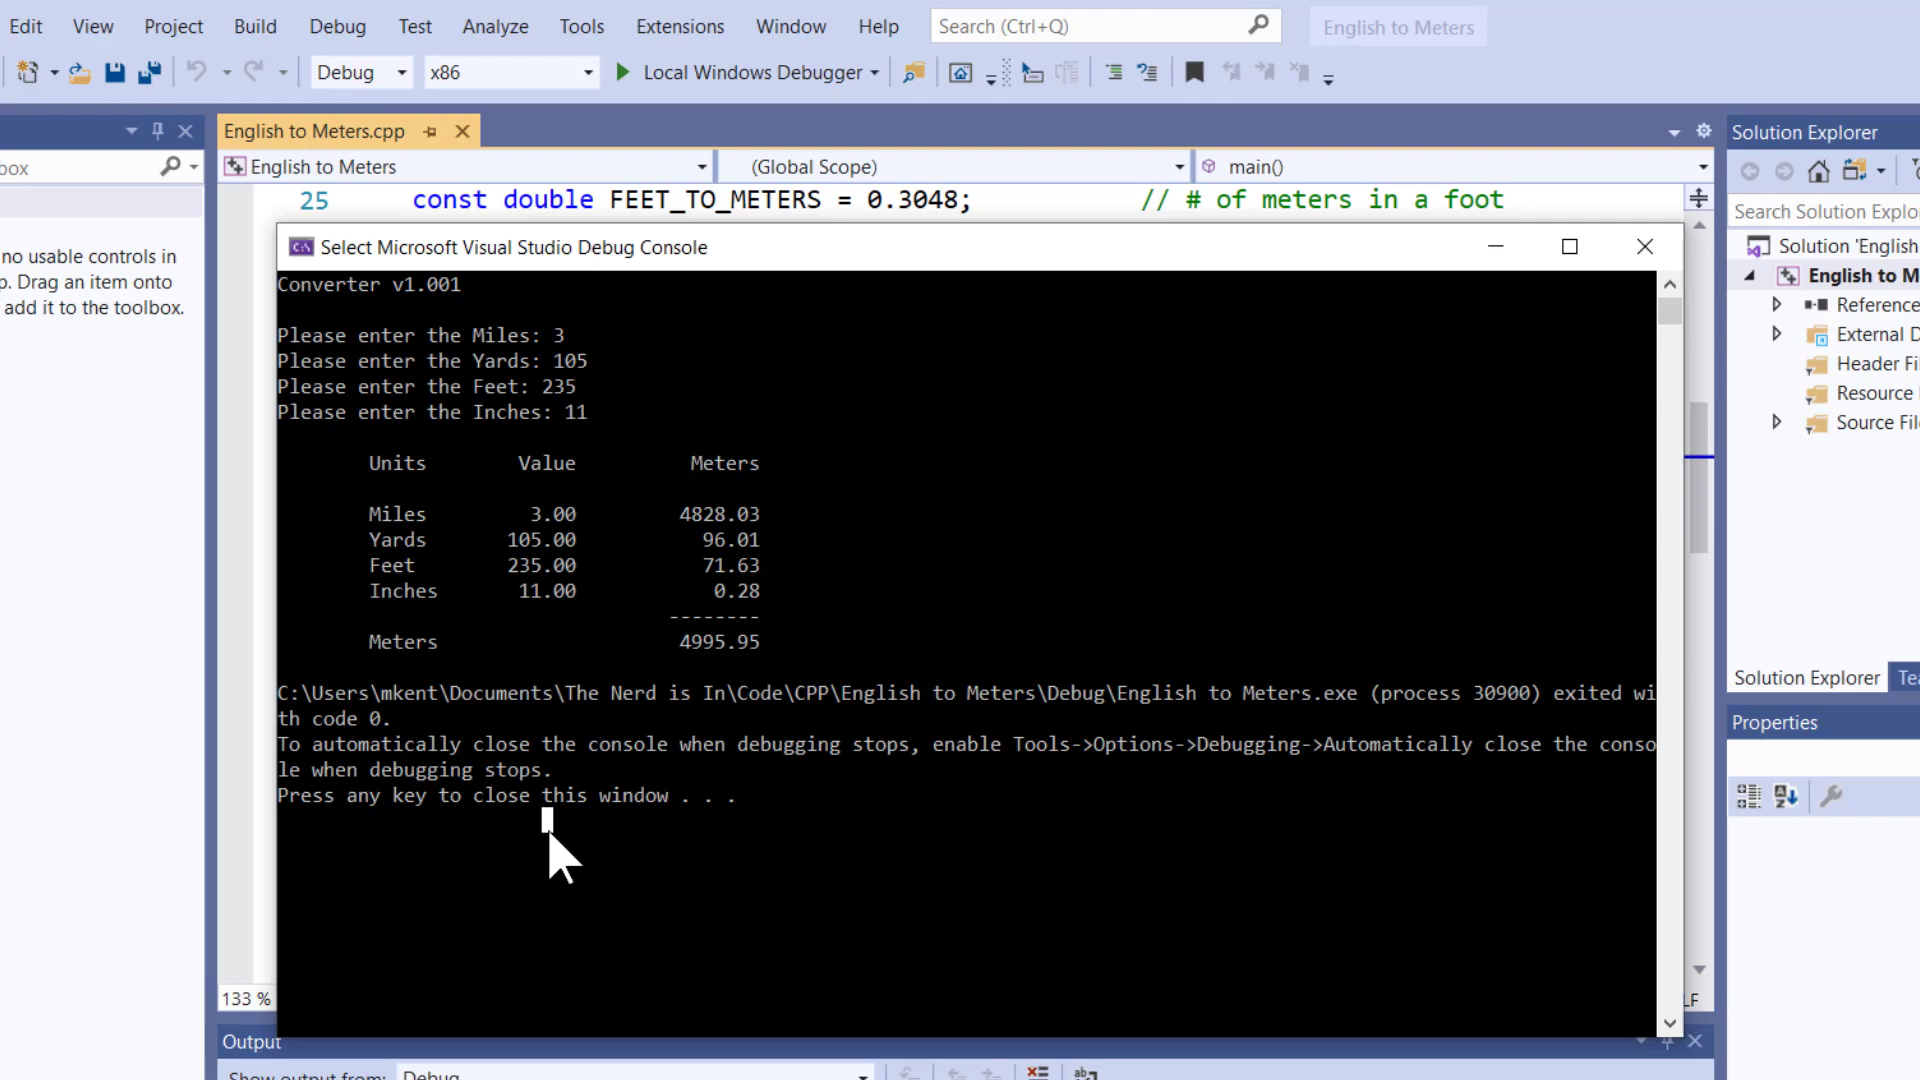 Edit View Project Build Debug Test Analyze Tools Extensions Window Help Search (Ctrl+Q) English to Meters
Debug x86 Local Windows Debugger
English to Meters.cpp
Solution Explorer
box
English to Meters (Global Scope) main()
25 const double FEET_TO_METERS = 0.3048; // # of meters in a foot
Search Solution Explo
no usable controls in
p. Drag an item onto
add it to the toolbox.
Solution 'English
English to M
Reference
External D
Header Fi
Resource
Source Fil
Select Microsoft Visual Studio Debug Console
Converter v1.001
Please enter the Miles: 3
Please enter the Yards: 105
Please enter the Feet: 235
Please enter the Inches: 11
Units Value Meters
Miles 3.00 4828.03
Yards 105.00 96.01
Feet 235.00 71.63
Inches 11.00 0.28
--------
Meters 4995.95
C:\Users\mkent\Documents\The Nerd is In\Code\CPP\English to Meters\Debug\English to Meters.exe (process 30900) exited wi
th code 0.
To automatically close the console when debugging stops, enable Tools->Options->Debugging->Automatically close the conso
le when debugging stops.
Press any key to close this window . . .
Solution Explorer Tea
Properties
133 %
LF
Output
Show output from: Debug